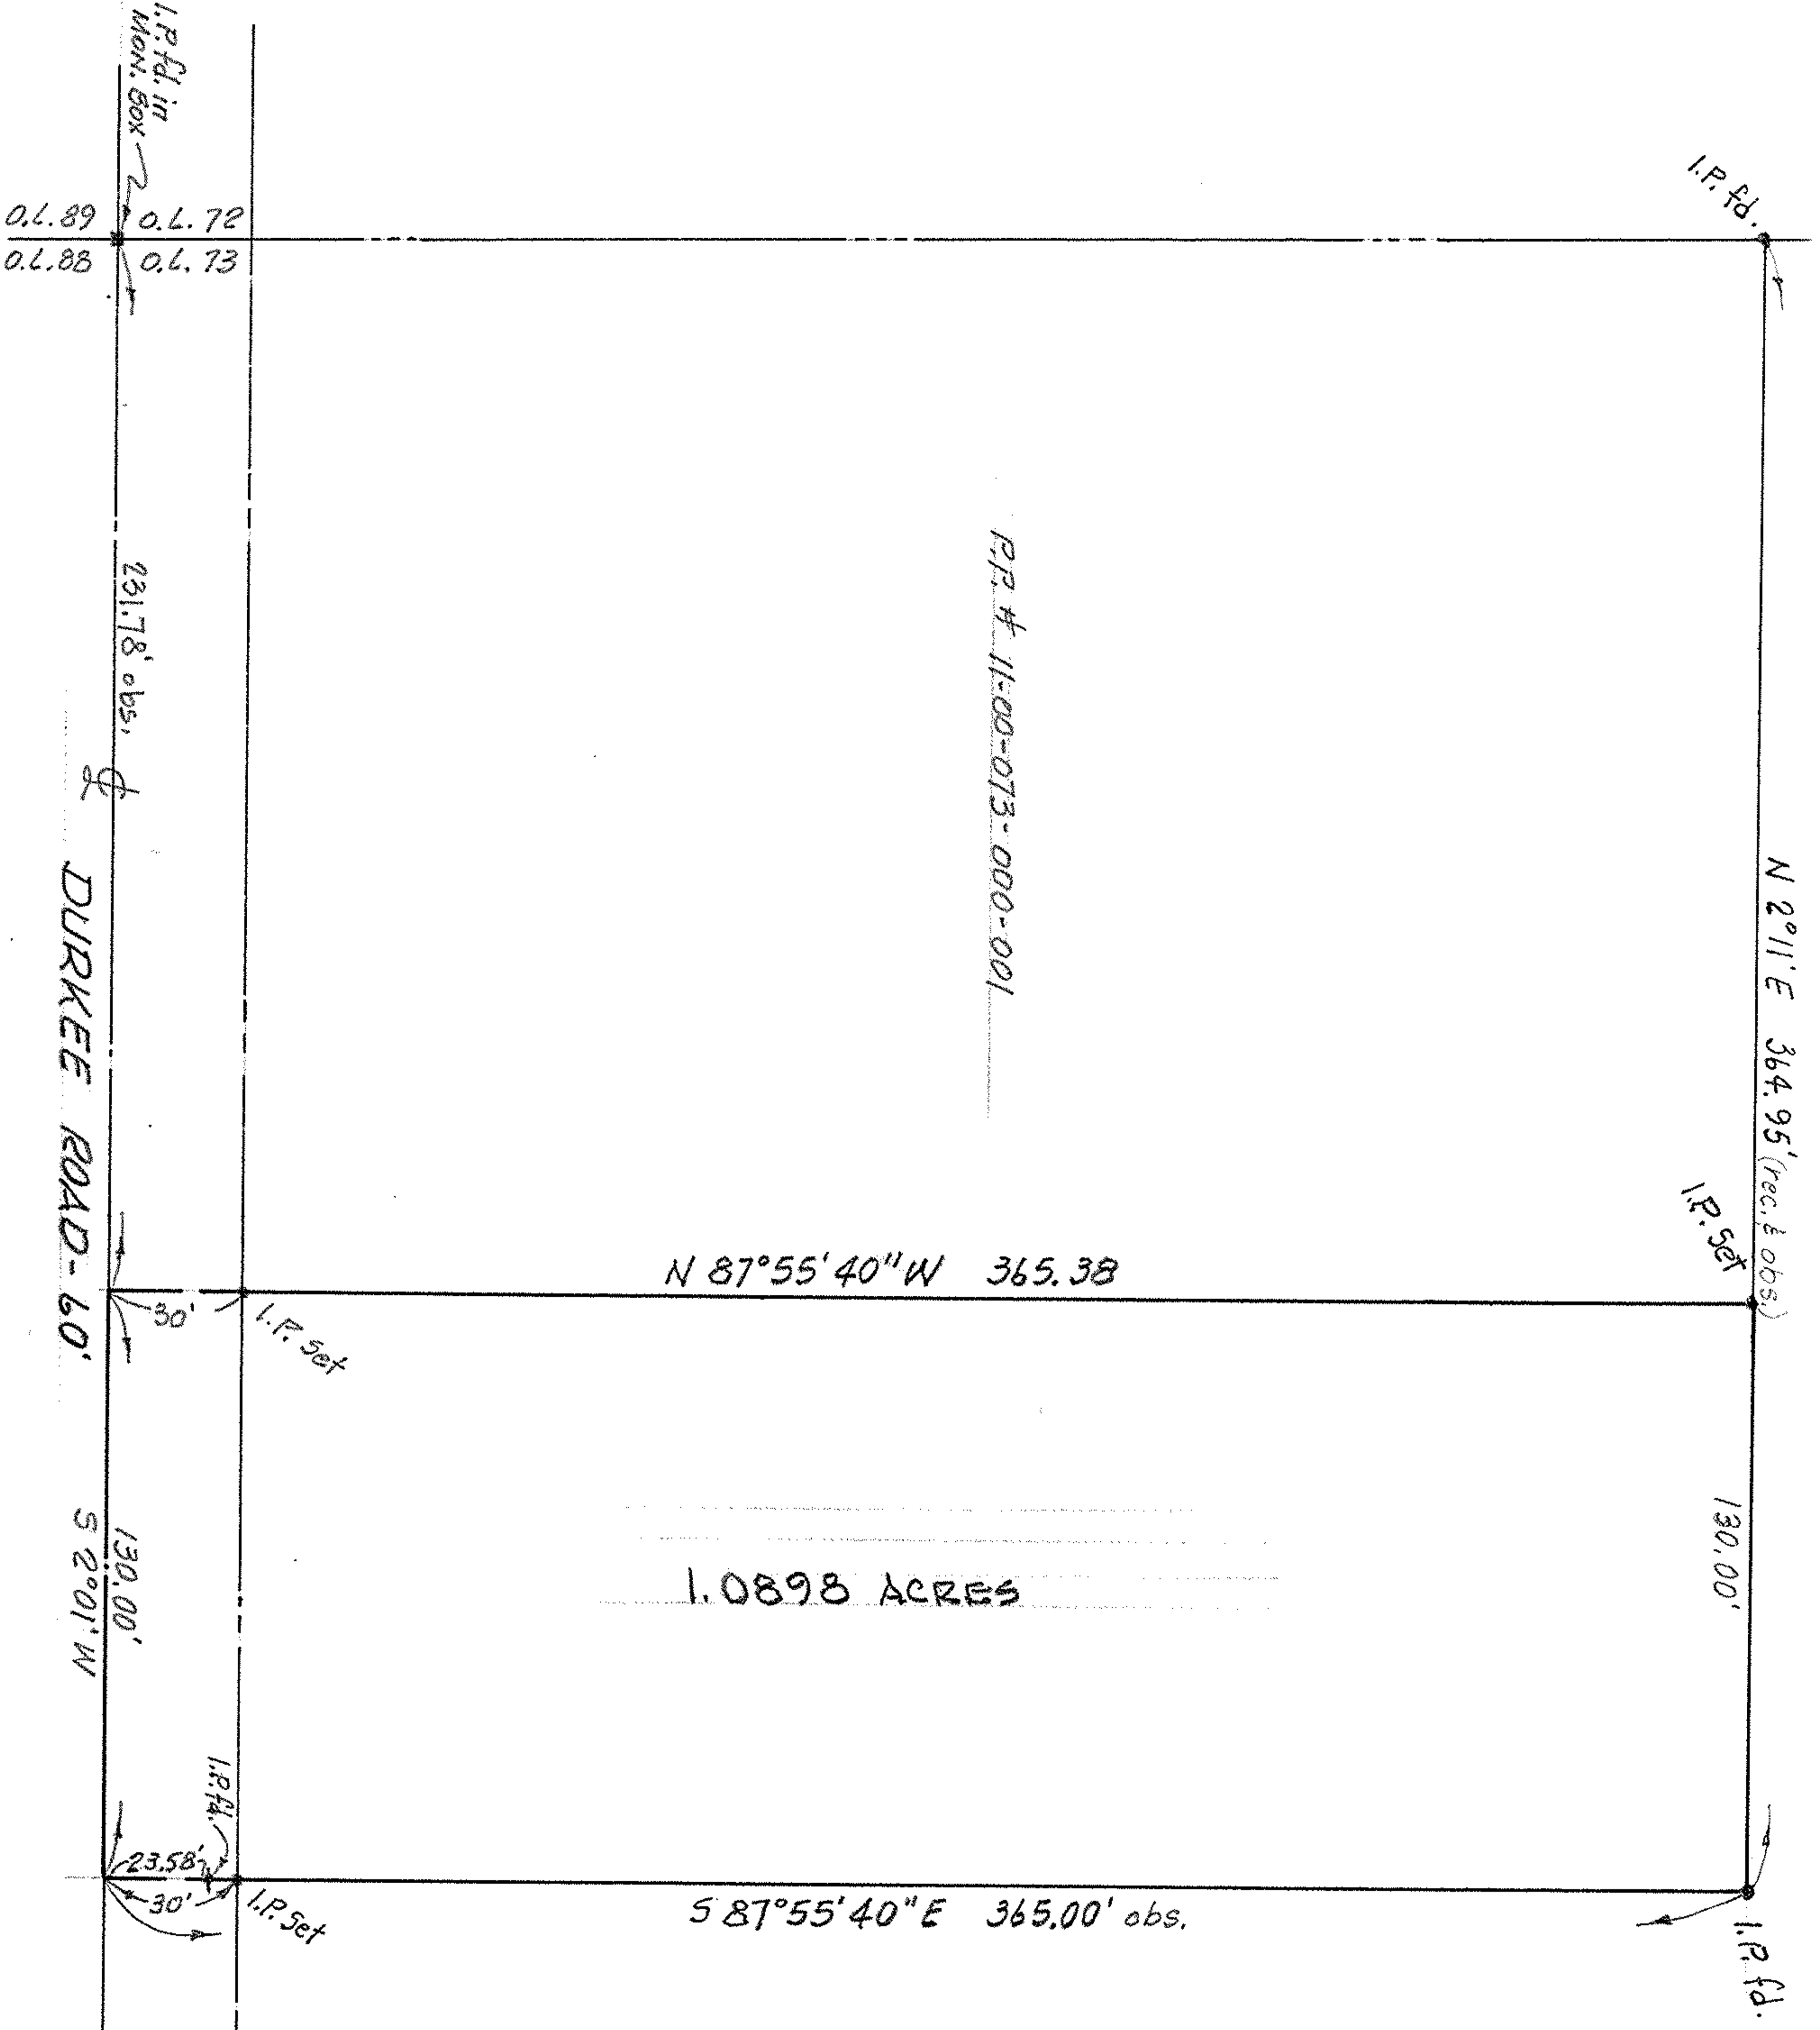 I.P. fd. in
MON. BOX
I.P. fd.
O.L. 89
O.L. 72
O.L. 88
O.L. 73
231.78' obs.
P.P. # 11-00-073-000-001
N 2°11' E 364.95' (rec. & obs.)
℄
DURKEE ROAD - 60'
I.P. Set
N 87°55'40" W 365.38
30'
I.P. Set
130.00'
S 2°01' W
1.0898 ACRES
130.00'
I.P. fd.
23.58'
30'
I.P. Set
S 87°55'40" E 365.00' obs.
I.P. fd.